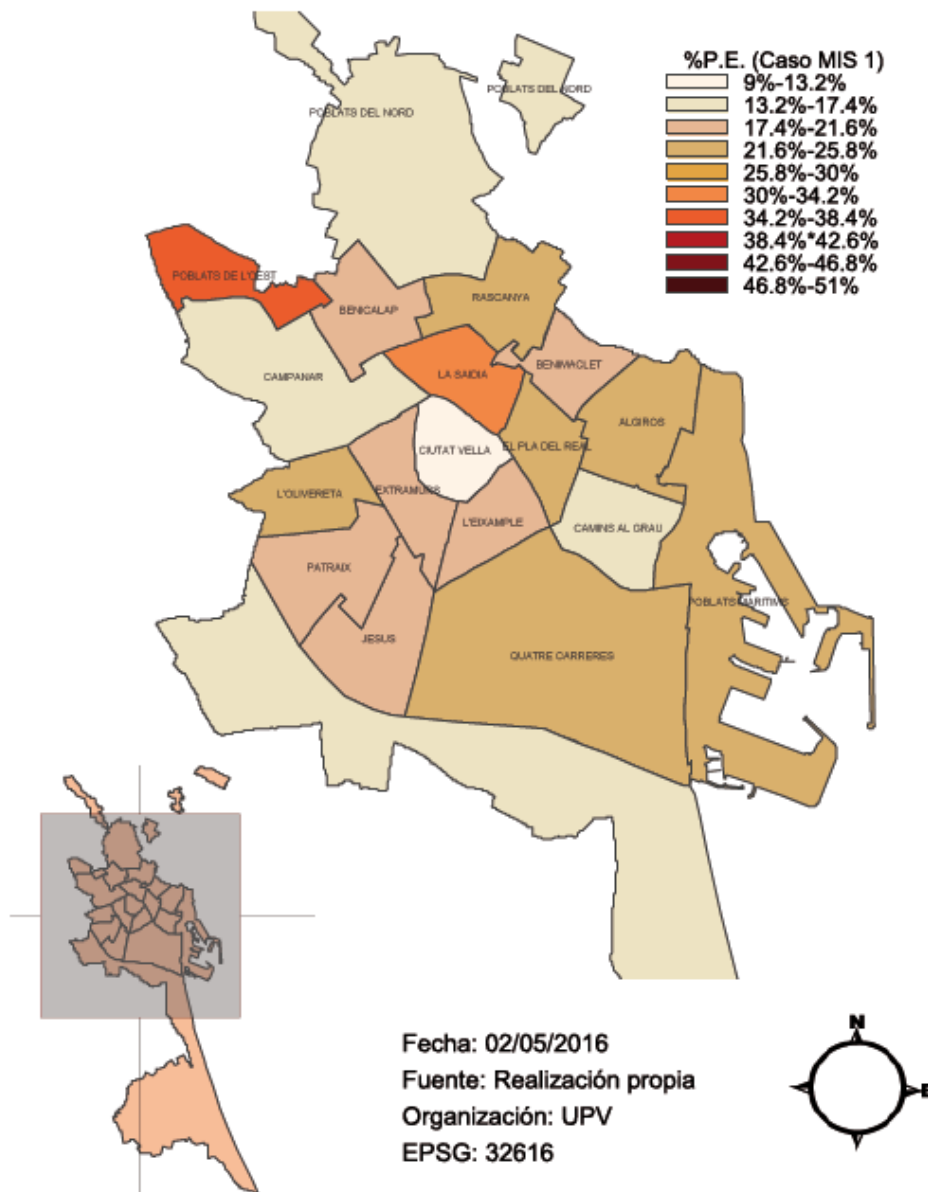 %P.E. (Caso MIS 1)
9%-13.2%
13.2%-17.4%
17.4%-21.6%
21.6%-25.8%
25.8%-30%
30%-34.2%
34.2%-38.4%
38.4%*42.6%
42.6%-46.8%
46.8%-51%
POBLATS DEL NORD
POBLATS DEL NORD
POBLATS DE L'OEST
BENICALAP
RASCANYA
CAMPANAR
LA SAIDIA
BENIMACLET
ALGIROS
CIUTAT VELLA
EL PLA DEL REAL
L'OLIVERETA
EXTRAMURS
L'EIXAMPLE
CAMINS AL GRAU
PATRAIX
POBLATS MARITIMS
JESUS
QUATRE CARRERES
Fecha: 02/05/2016
Fuente: Realización propia
Organización: UPV
EPSG: 32616
N
E